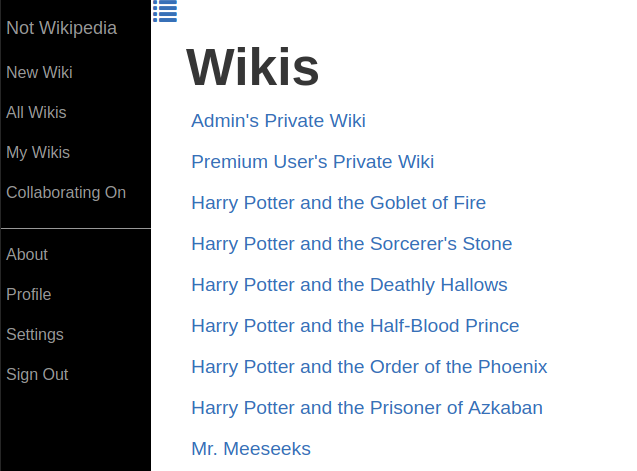 Not Wikipedia
New Wiki
All Wikis
My Wikis
Collaborating On
About
Profile
Settings
Sign Out
Wikis
Admin's Private Wiki
Premium User's Private Wiki
Harry Potter and the Goblet of Fire
Harry Potter and the Sorcerer's Stone
Harry Potter and the Deathly Hallows
Harry Potter and the Half-Blood Prince
Harry Potter and the Order of the Phoenix
Harry Potter and the Prisoner of Azkaban
Mr. Meeseeks